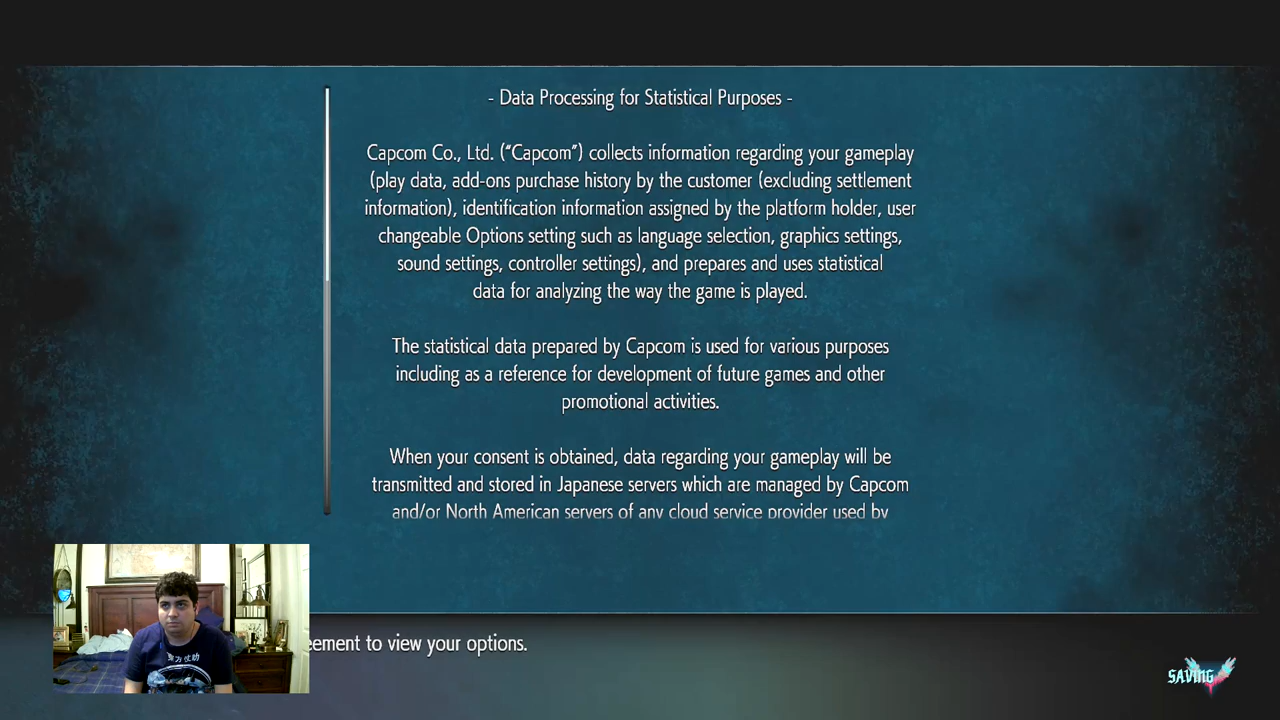 - Data Processing for Statistical Purposes -
Capcom Co., Ltd. (“Capcom”) collects information regarding your gameplay
(play data, add-ons purchase history by the customer (excluding settlement
information), identification information assigned by the platform holder, user
changeable Options setting such as language selection, graphics settings,
sound settings, controller settings), and prepares and uses statistical
data for analyzing the way the game is played.
The statistical data prepared by Capcom is used for various purposes
including as a reference for development of future games and other
promotional activities.
When your consent is obtained, data regarding your gameplay will be
transmitted and stored in Japanese servers which are managed by Capcom
and/or North American servers of any cloud service provider used by
eement to view your options.
SAVING